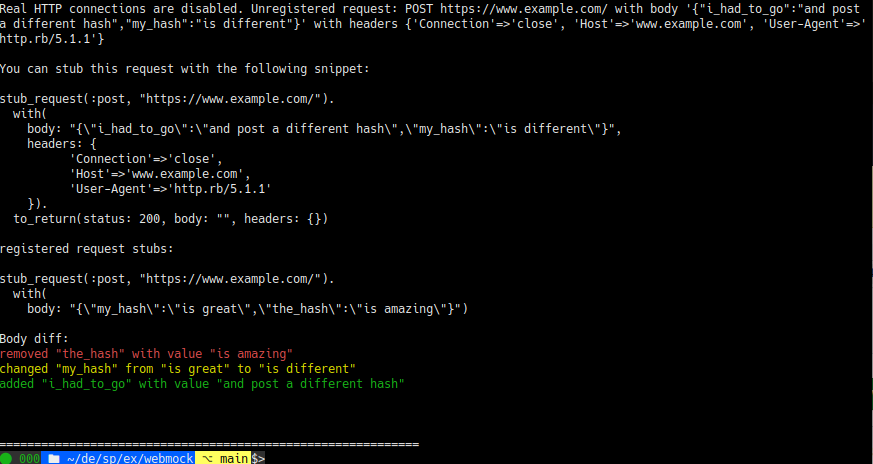 Real HTTP connections are disabled. Unregistered request: POST https://www.example.com/ with body '{"i_had_to_go":"and post
a different hash","my_hash":"is different"}' with headers {'Connection'=>'close', 'Host'=>'www.example.com', 'User-Agent'=>'
http.rb/5.1.1'}
You can stub this request with the following snippet:
stub_request(:post, "https://www.example.com/").
with(
body: "{\"i_had_to_go\":\"and post a different hash\",\"my_hash\":\"is different\"}",
headers: {
'Connection'=>'close',
'Host'=>'www.example.com',
'User-Agent'=>'http.rb/5.1.1'
}).
to_return(status: 200, body: "", headers: {})
registered request stubs:
stub_request(:post, "https://www.example.com/").
with(
body: "{\"my_hash\":\"is great\",\"the_hash\":\"is amazing\"}")
Body diff:
removed "the_hash" with value "is amazing"
changed "my_hash" from "is great" to "is different"
added "i_had_to_go" with value "and post a different hash"
============================================================
000 ~/de/sp/ex/webmock ⌥ main $>